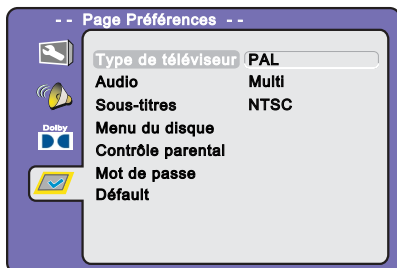 - - Page Préférences - -
Type de téléviseur PAL
Audio Multi
Sous-titres NTSC
Dolby
Menu du disque
Contrôle parental
Mot de passe
Défault